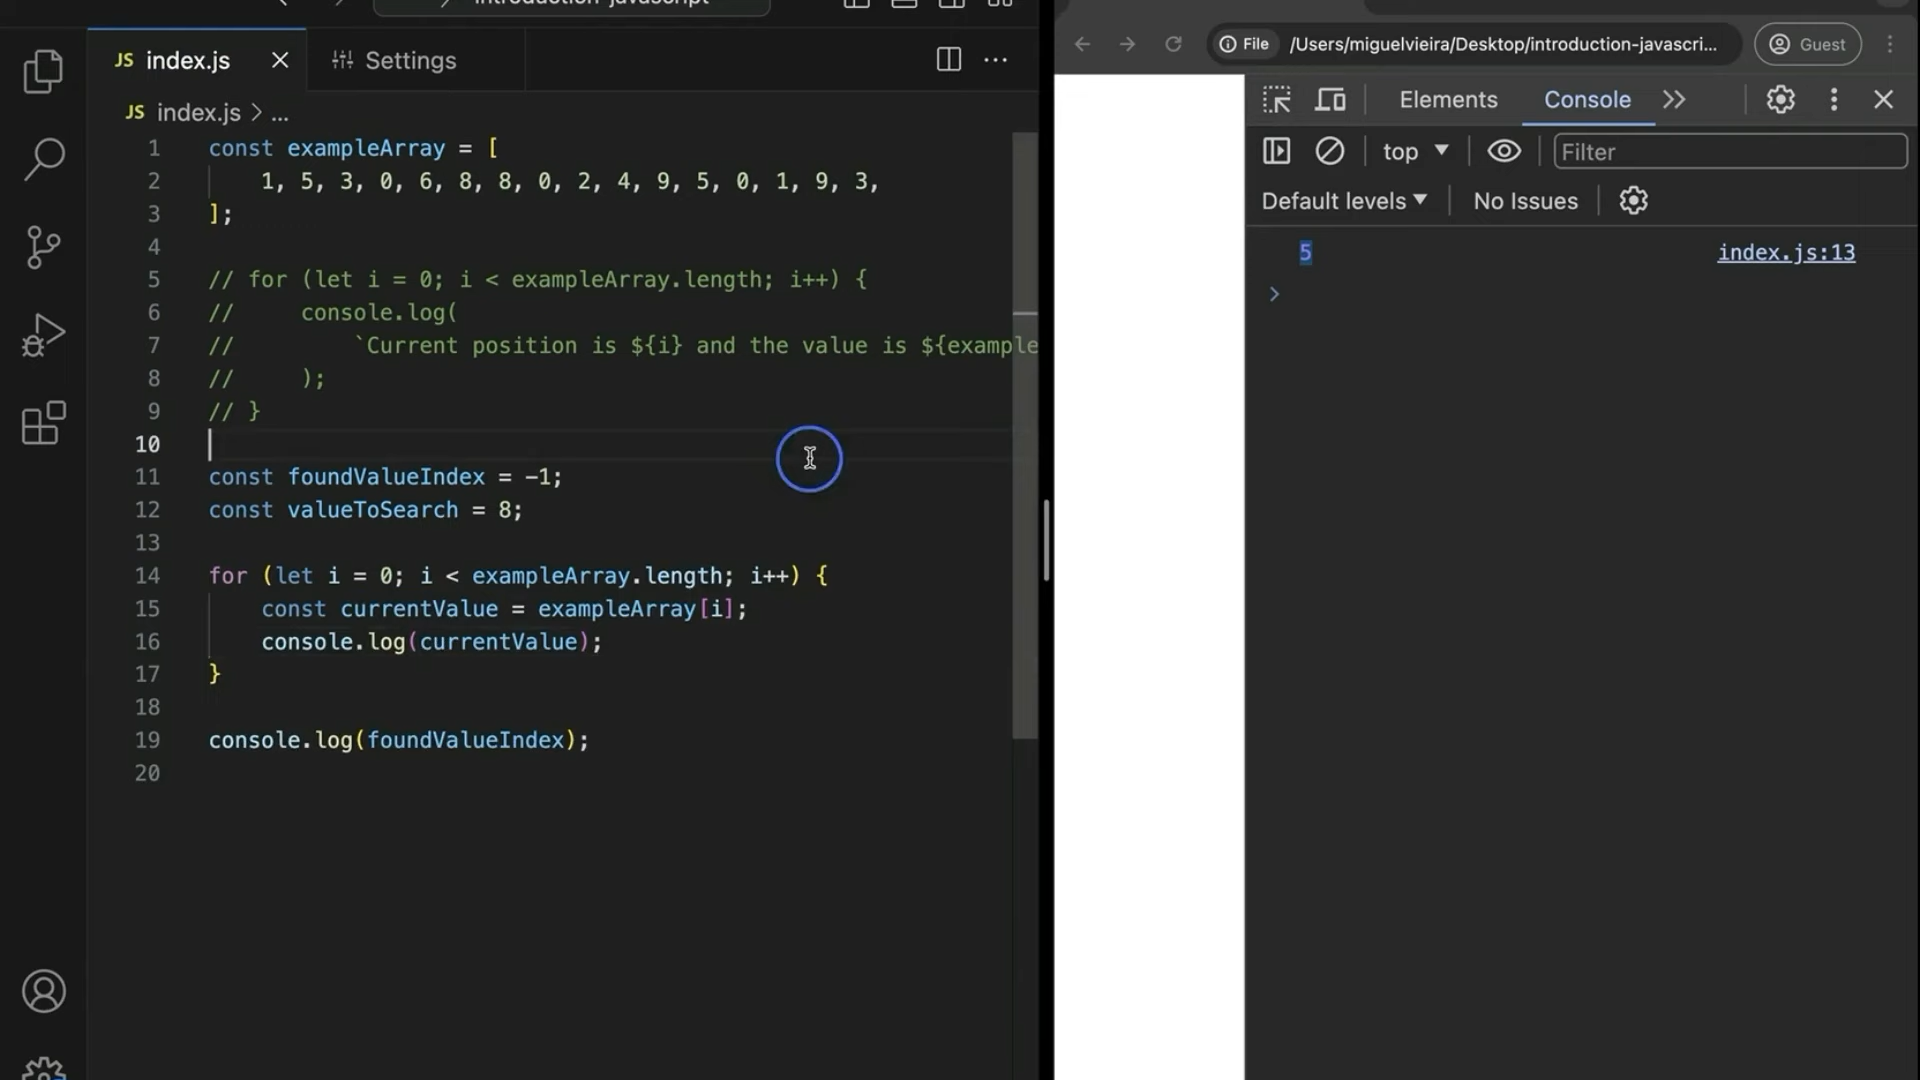 introduction-javascript
JS index.js
Settings
JS index.js > ...
1 const exampleArray = [
2 1, 5, 3, 0, 6, 8, 8, 0, 2, 4, 9, 5, 0, 1, 9, 3,
3 ];
4
5 // for (let i = 0; i < exampleArray.length; i++) {
6 //     console.log(
7 //         `Current position is ${i} and the value is ${example
8 //     );
9 // }
10
11 const foundValueIndex = -1;
12 const valueToSearch = 8;
13
14 for (let i = 0; i < exampleArray.length; i++) {
15     const currentValue = exampleArray[i];
16     console.log(currentValue);
17 }
18
19 console.log(foundValueIndex);
20
File /Users/miguelvieira/Desktop/introduction-javascri... Guest
Elements Console
top Filter
Default levels No Issues
5 index.js:13